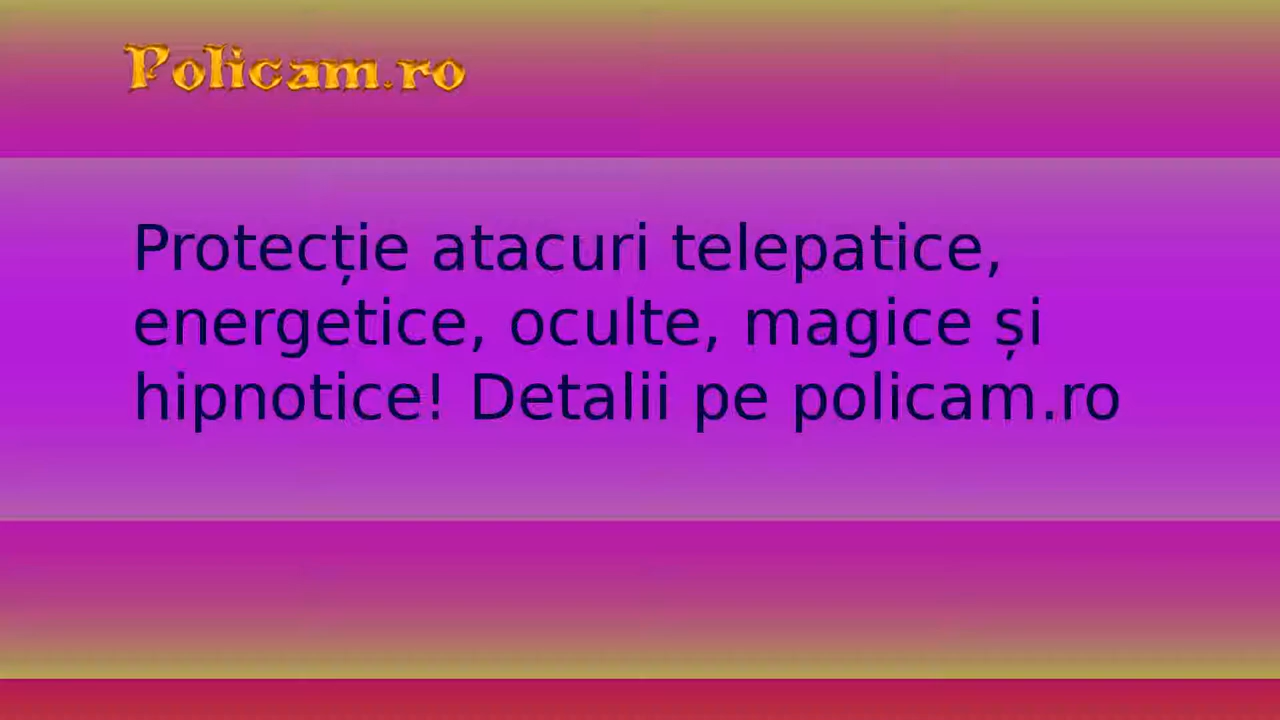 Policam.ro
Protecție atacuri telepatice,
energetice, oculte, magice și
hipnotice! Detalii pe policam.ro